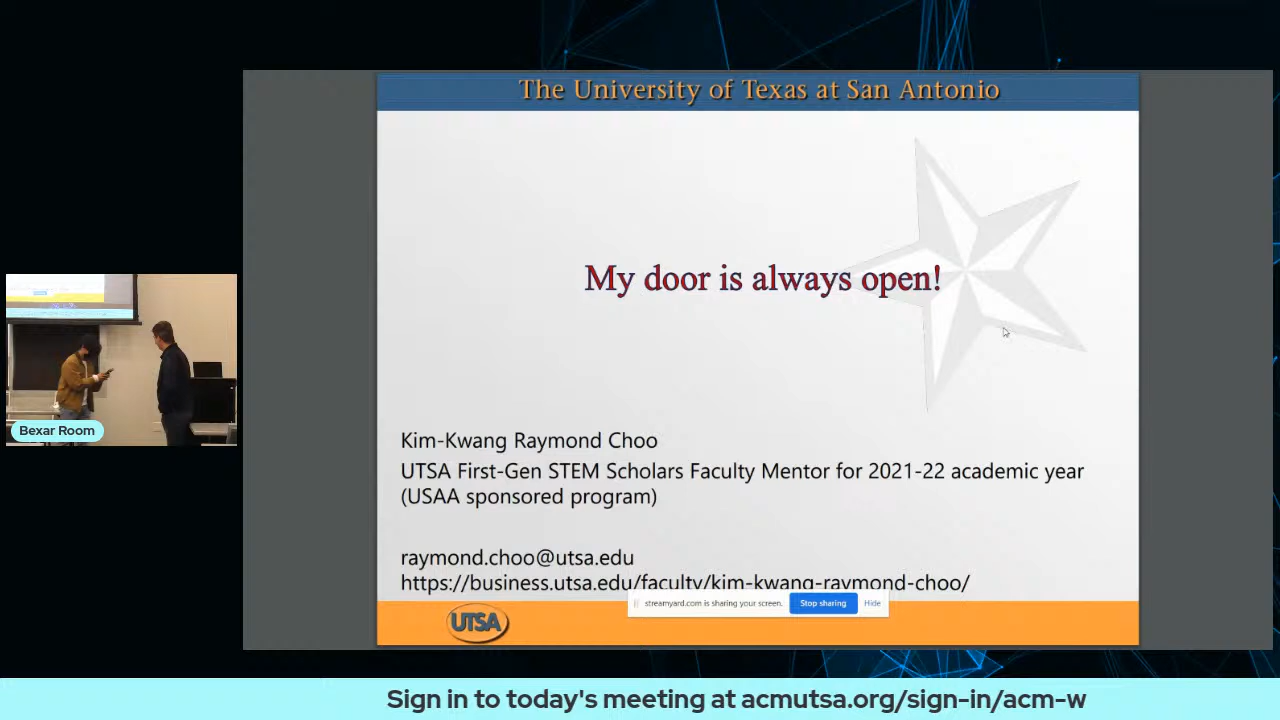 The University of Texas at San Antonio
My door is always open!
Kim-Kwang Raymond Choo
UTSA First-Gen STEM Scholars Faculty Mentor for 2021-22 academic year
(USAA sponsored program)
raymond.choo@utsa.edu
https://business.utsa.edu/faculty/kim-kwang-raymond-choo/
streamyard.com is sharing your screen.
Stop sharing
Hide
UTSA
Bexar Room
Sign in to today's meeting at acmutsa.org/sign-in/acm-w